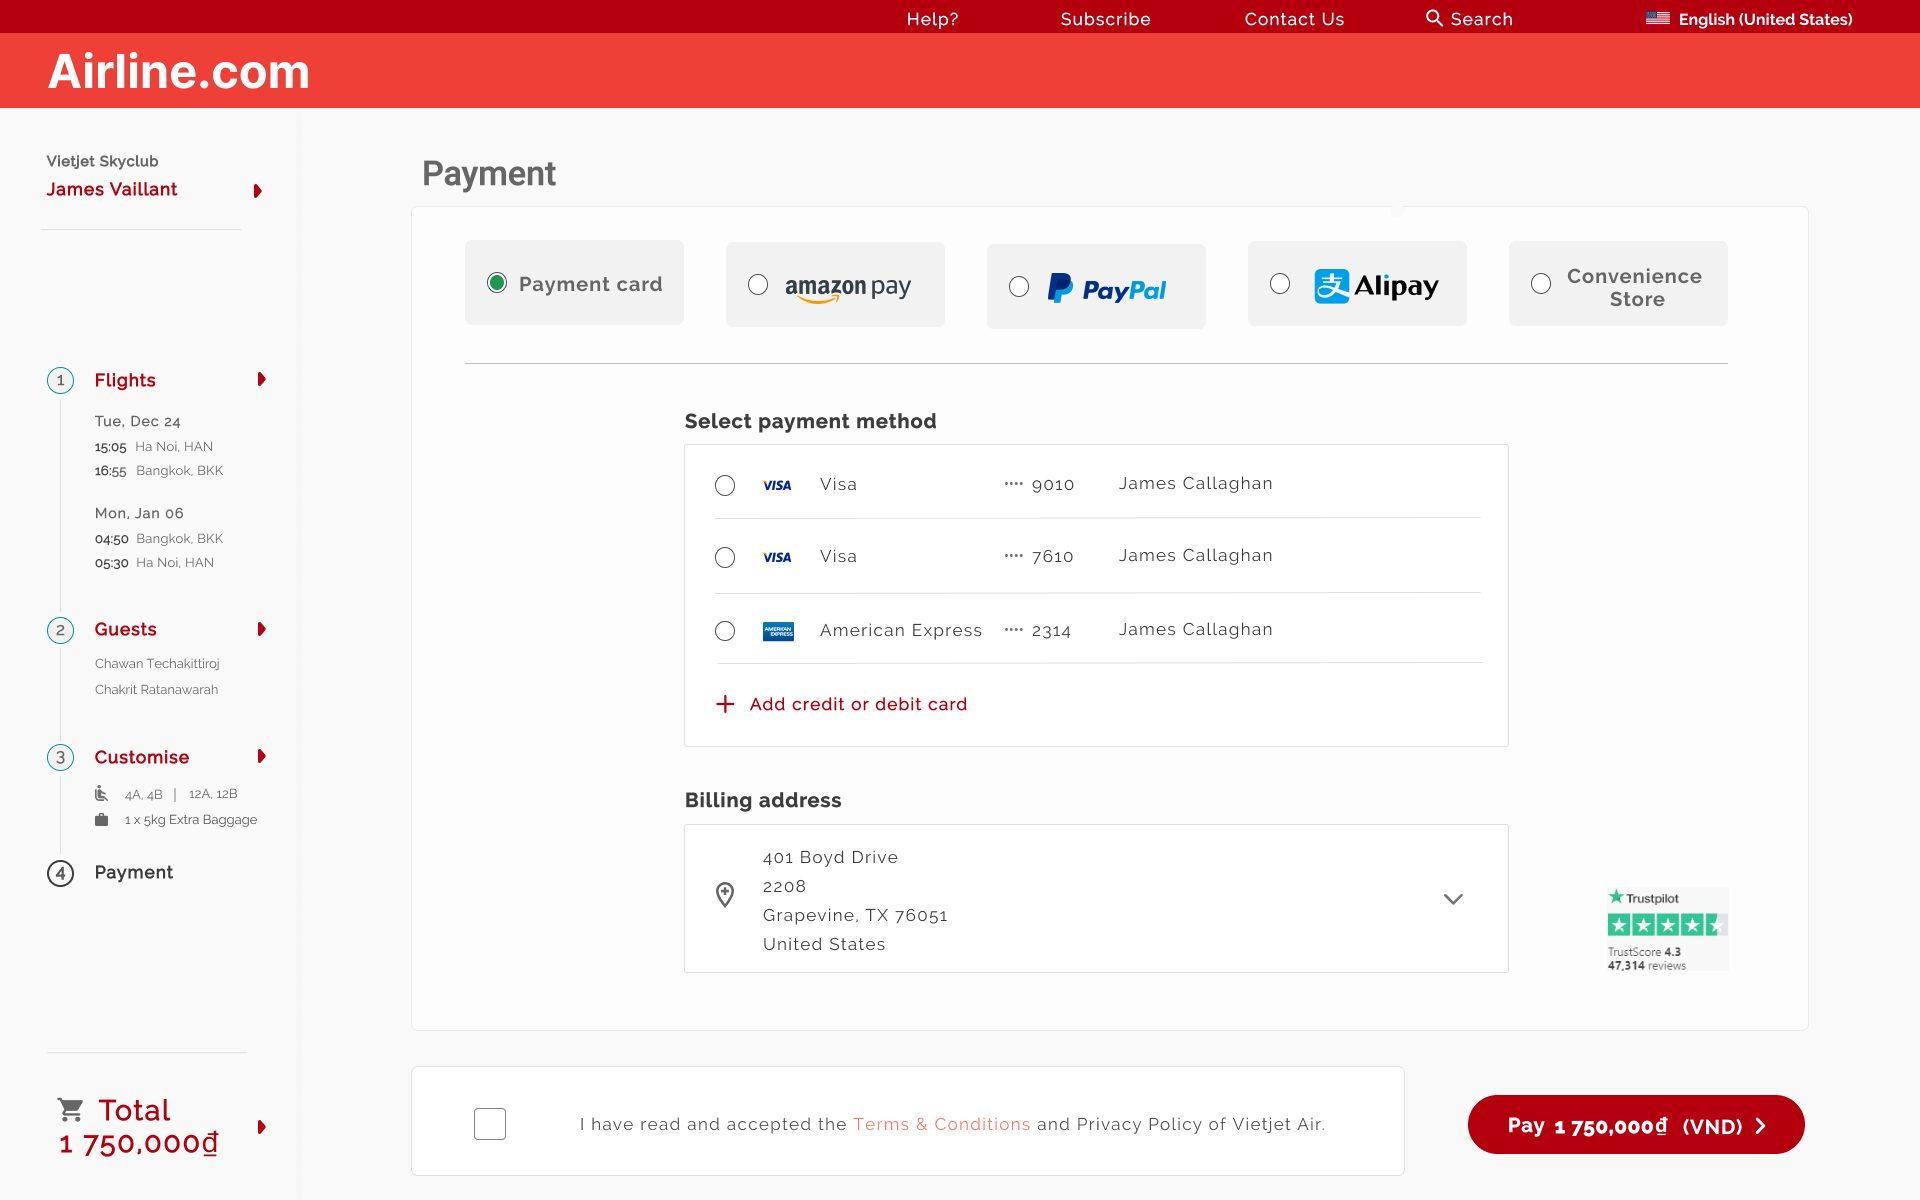 Help?
Subscribe
Contact Us
Search
English (United States)
Airline.com
Vietjet Skyclub
James Vaillant
1
Flights
Tue, Dec 24
15:05 Ha Noi, HAN
16:55 Bangkok, BKK
Mon, Jan 06
04:50 Bangkok, BKK
05:30 Ha Noi, HAN
2
Guests
Chawan Techakittiroj
Chakrit Ratanawarah
3
Customise
4A, 4B | 12A, 12B
1 x 5kg Extra Baggage
4
Payment
Total
1 750,000₫
Payment
Payment card
amazon pay
PayPal
支 Alipay
Convenience
Store
Select payment method
VISA Visa •••• 9010 James Callaghan
VISA Visa •••• 7610 James Callaghan
AMERICAN EXPRESS American Express •••• 2314 James Callaghan
+ Add credit or debit card
Billing address
401 Boyd Drive
2208
Grapevine, TX 76051
United States
Trustpilot
TrustScore 4.3
47,314 reviews
I have read and accepted the Terms & Conditions and Privacy Policy of Vietjet Air.
Pay 1 750,000₫ (VND)